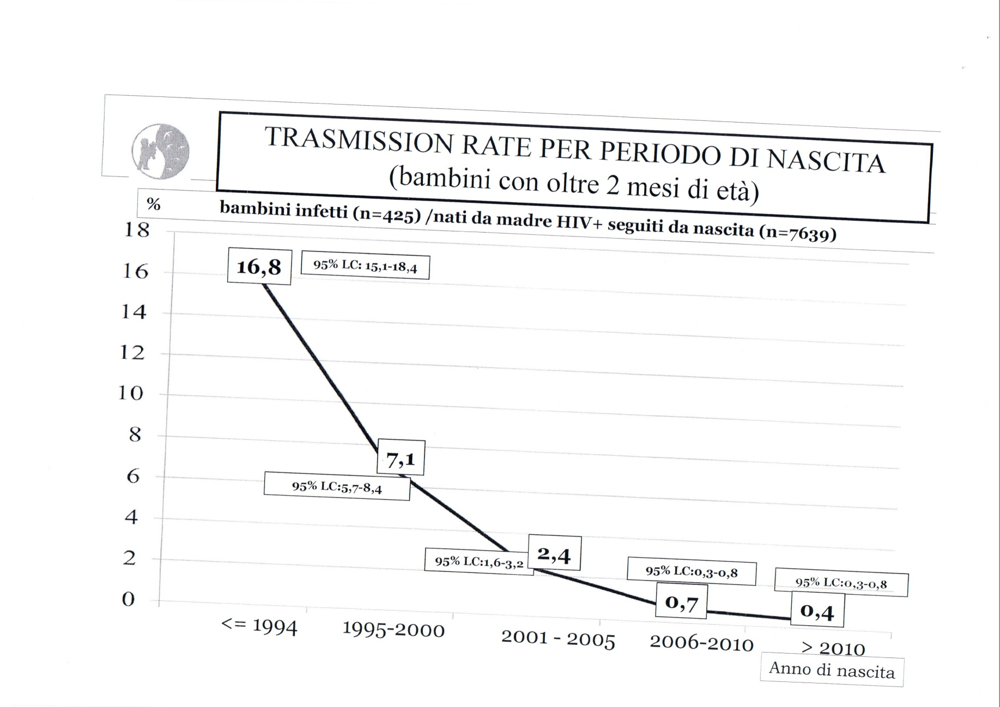 TRASMISSION RATE PER PERIODO DI NASCITA
(bambini con oltre 2 mesi di età)
%
bambini infetti (n=425) /nati da madre HIV+ seguiti da nascita (n=7639)
18
16
14
12
10
8
6
4
2
0
16,8
95% LC: 15,1-18,4
7,1
95% LC:5,7-8,4
2,4
95% LC:1,6-3,2
95% LC:0,3-0,8
0,7
95% LC:0,3-0,8
0,4
<= 1994
1995-2000
2001 - 2005
2006-2010
> 2010
Anno di nascita